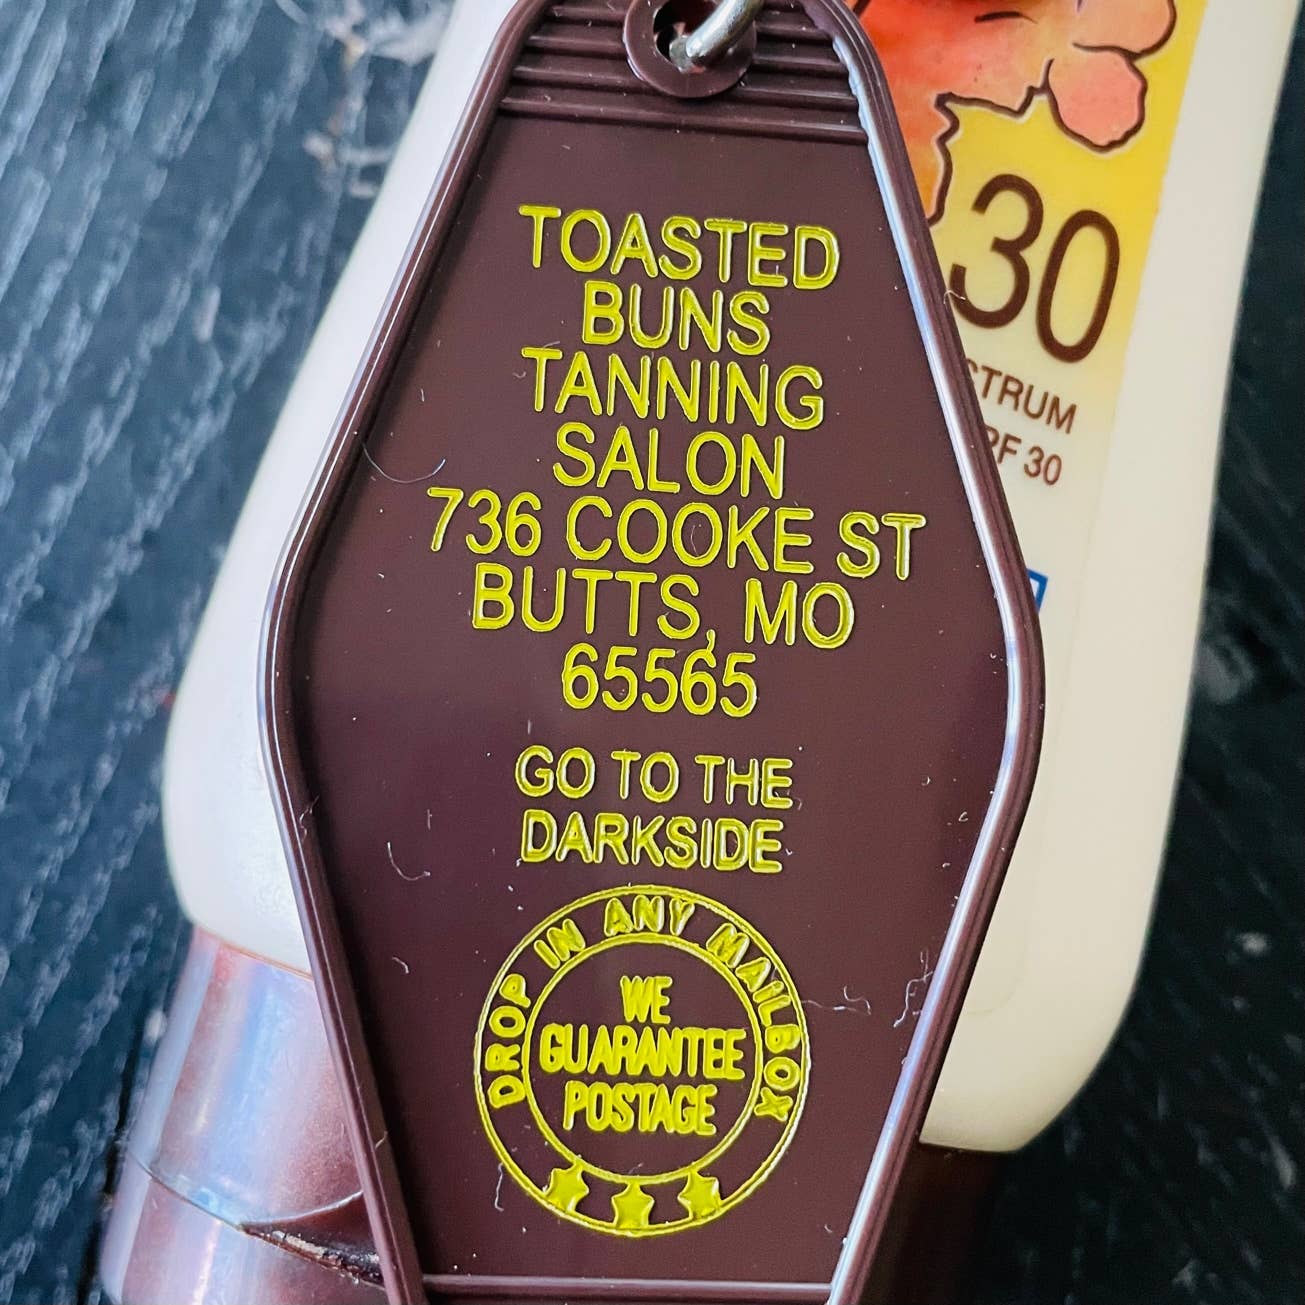 TOASTED
BUNS
TANNING
SALON
736 COOKE ST
BUTTS, MO
65565
GO TO THE
DARKSIDE
DROP IN ANY MAILBOX
WE
GUARANTEE
POSTAGE
30
STRUM
PF 30